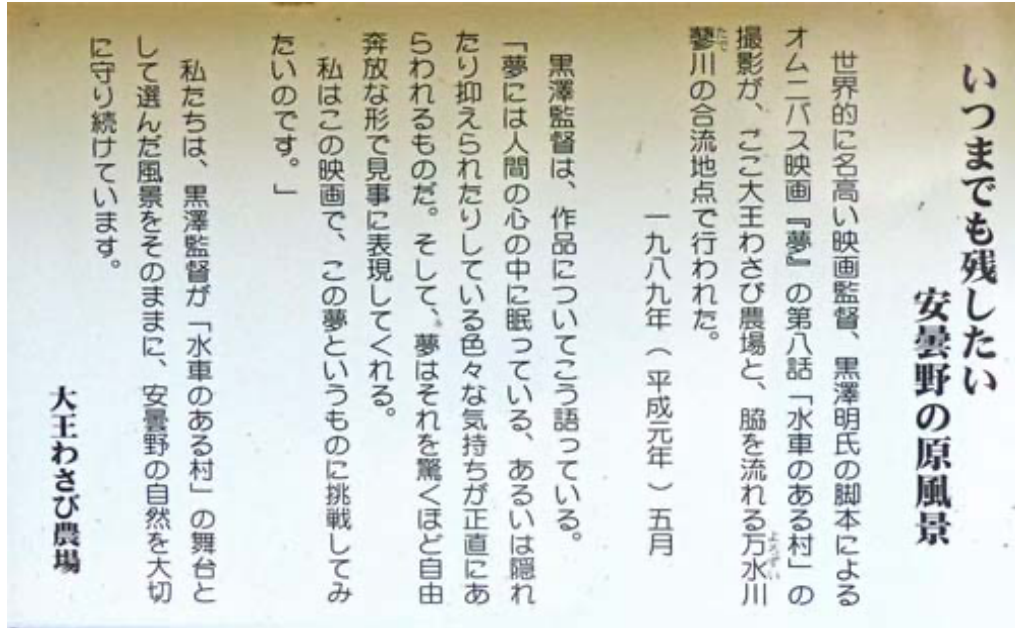 いつまでも残したい
安曇野の原風景
世界的に名高い映画監督、黒澤明氏の脚本による
オムニバス映画『夢』の第八話「水車のある村」の
撮影が、ここ大王わさび農場と、脇を流れる万水川
よろずい
蓼川の合流地点で行われた。
たで
一九八九年（平成元年）五月
黒澤監督は、作品についてこう語っている。
「夢には人間の心の中に眠っている、あるいは隠れ
たり抑えられたりしている色々な気持ちが正直にあ
らわれるものだ。そして、夢はそれを驚くほど自由
奔放な形で見事に表現してくれる。
私はこの映画で、この夢というものに挑戦してみ
たいのです。」
私たちは、黒澤監督が「水車のある村」の舞台と
して選んだ風景をそのままに、安曇野の自然を大切
に守り続けています。
大王わさび農場